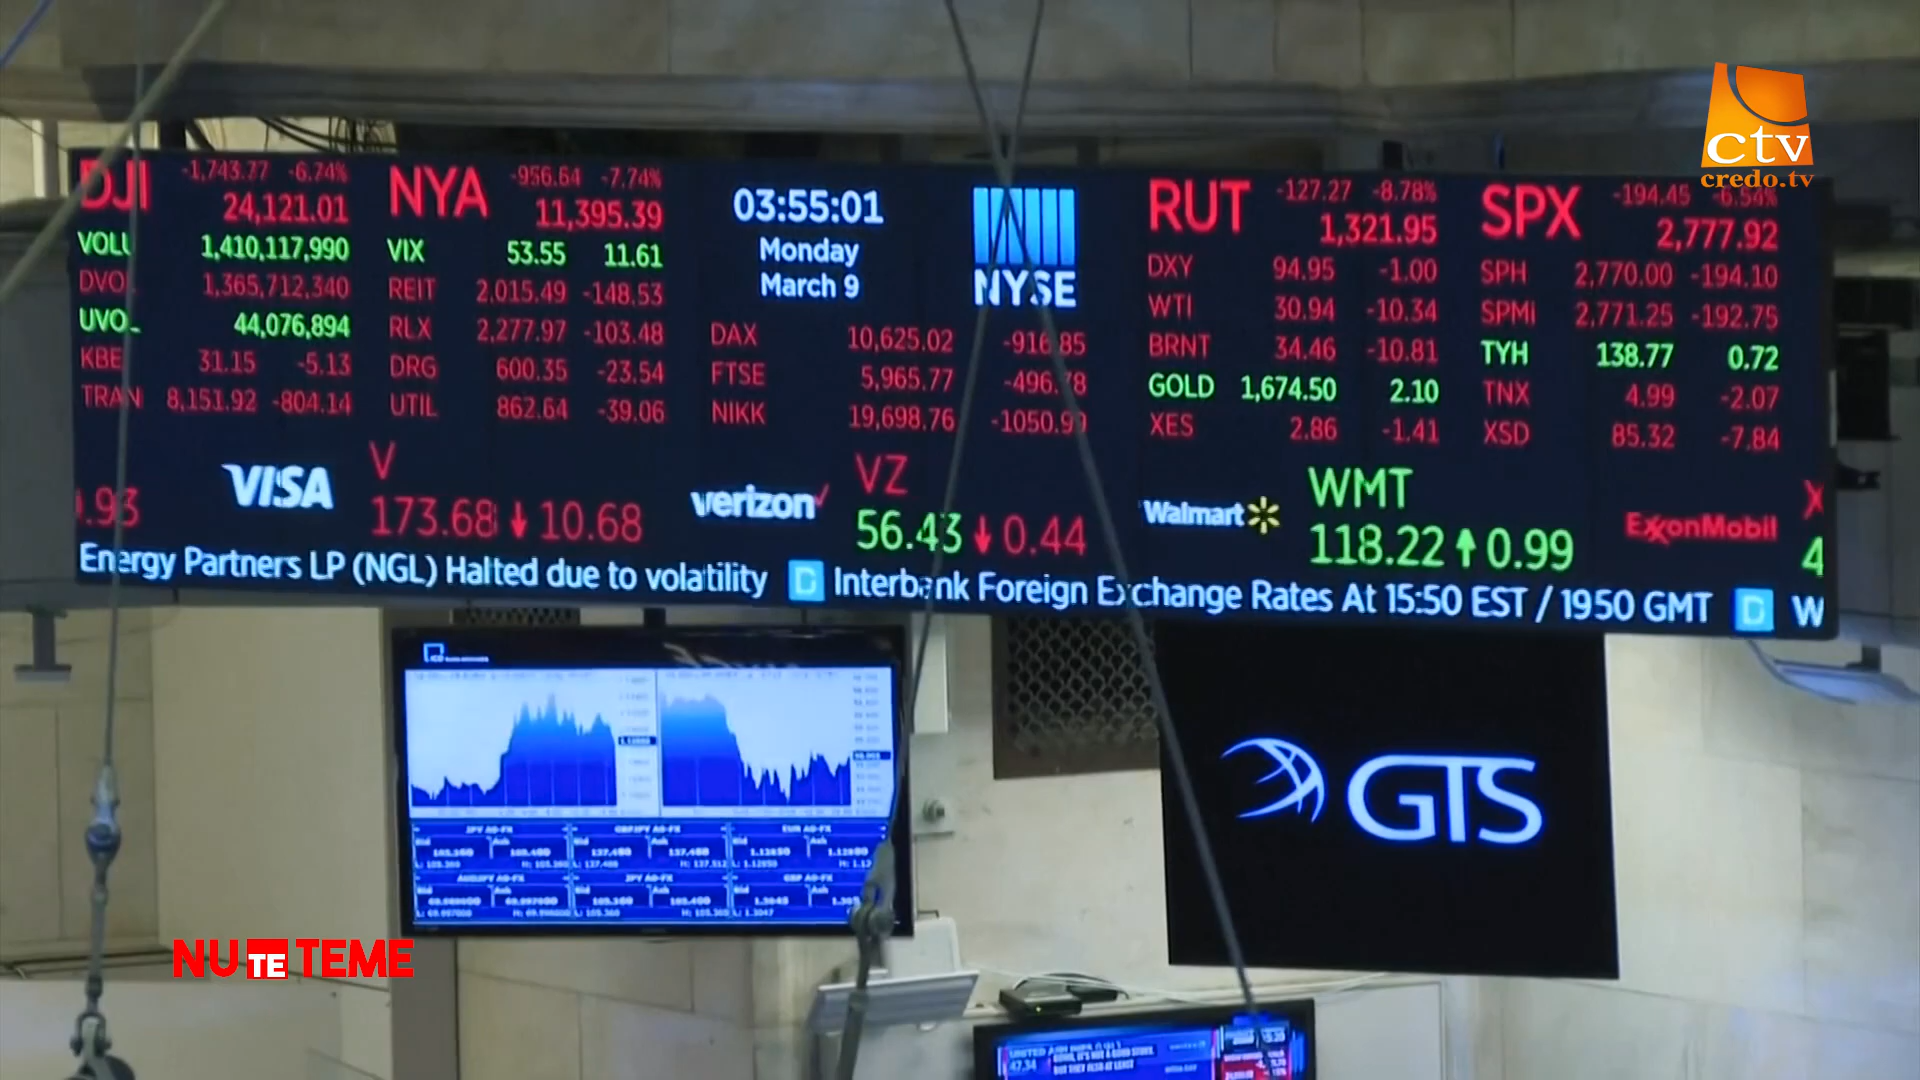 ctv
credo.tv
DJI -1,743.77 -6.74%
24,121.01
VOLU 1,410,117,990
DVOL 1,365,712,340
UVOL 44,076,894
KBE 31.15 -5.13
TRAN 8,151.92 -804.14
NYA -956.64 -7.74%
11,395.39
VIX 53.55 11.61
REIT 2,015.49 -148.53
RLX 2,277.97 -103.48
DRG 600.35 -23.54
UTIL 862.64 -39.06
03:55:01
Monday
March 9
NYSE
DAX 10,625.02 -916.85
FTSE 5,965.77 -496.78
NIKK 19,698.76 -1050.99
RUT -127.27 -8.78%
1,321.95
DXY 94.95 -1.00
WTI 30.94 -10.34
BRNT 34.46 -10.81
GOLD 1,674.50 2.10
XES 2.86 -1.41
SPX -194.45 -6.54%
2,777.92
SPH 2,770.00 -194.10
SPMi 2,771.25 -192.75
TYH 138.77 0.72
TNX 4.99 -2.07
XSD 85.32 -7.84
.93
VISA V
173.68 10.68
verizon VZ
56.43 0.44
Walmart WMT
118.22 0.99
ExxonMobil X
4
Energy Partners LP (NGL) Halted due to volatility D Interbank Foreign Exchange Rates At 15:50 EST / 1950 GMT D W
GTS
NU TE TEME